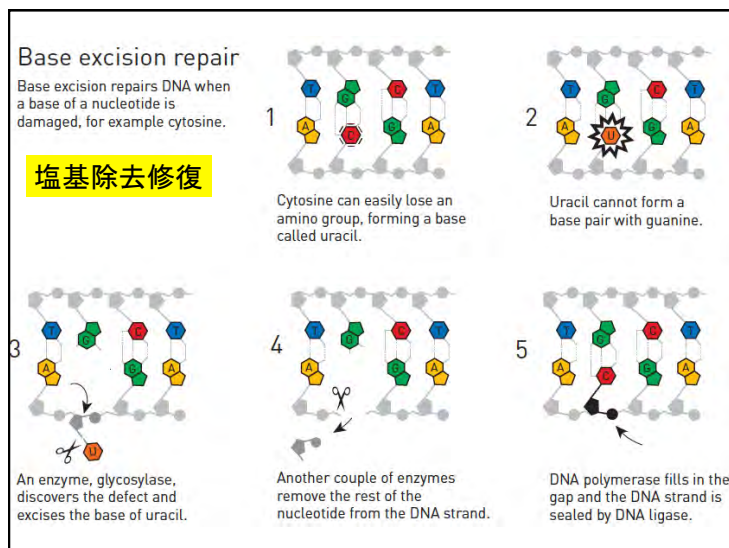 Base excision repair
Base excision repairs DNA when
a base of a nucleotide is
damaged, for example cytosine.
塩基除去修復
1
T G C T
A C G A
Cytosine can easily lose an
amino group, forming a base
called uracil.
2
T G C T
A U G A
Uracil cannot form a
base pair with guanine.
3
T G C T
A G A
U
An enzyme, glycosylase,
discovers the defect and
excises the base of uracil.
4
T G C T
A G A
Another couple of enzymes
remove the rest of the
nucleotide from the DNA strand.
5
T G C T
A C G A
DNA polymerase fills in the
gap and the DNA strand is
sealed by DNA ligase.